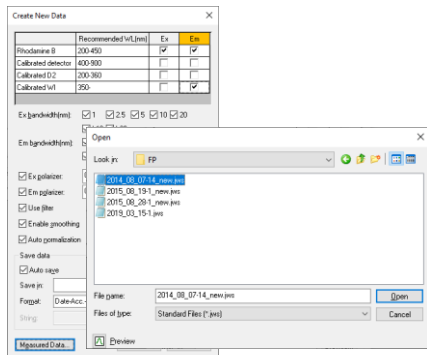 Create New Data
Recommended WL(nm) Ex Em
Rhodamine B 200-450
Calibrated detector 400-900
Calibrated D2 200-360
Calibrated WI 350-
Ex bandwidth(nm): 1 2.5 5 10 20
Em bandwidth(nm):
Ex polarizer:
Em polarizer:
Use filter
Enable smoothing
Auto normalization
Save data
Auto save
Save in:
Format: Date-Acc.
String:
Measured Data...
Open
Look in: FP
2014_08_07-14_new.jws
2015_08_19-1_new.jws
2015_08_28-1_new.jws
2019_03_15-1.jws
File name: 2014_08_07-14_new.jws Open
Files of type: Standard Files (*.jws) Cancel
Preview